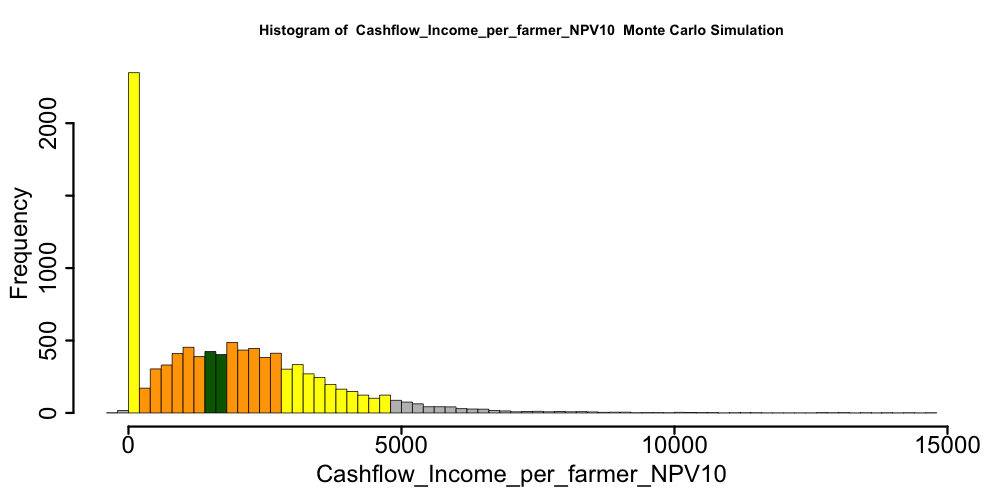 Histogram of  Cashflow_Income_per_farmer_NPV10  Monte Carlo Simulation
Frequency
2000
1000
500
0
0 5000 10000 15000
Cashflow_Income_per_farmer_NPV10